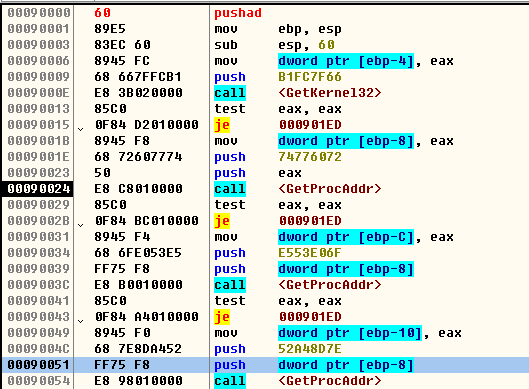 00090000 60 pushad
00090001 89E5 mov ebp, esp
00090003 83EC 60 sub esp, 60
00090006 8945 FC mov dword ptr [ebp-4], eax
00090009 68 667FFCB1 push B1FC7F66
0009000E E8 3B020000 call <GetKernel32>
00090013 85C0 test eax, eax
00090015 0F84 D2010000 je 000901ED
0009001B 8945 F8 mov dword ptr [ebp-8], eax
0009001E 68 72607774 push 74776072
00090023 50 push eax
00090024 E8 C8010000 call <GetProcAddr>
00090029 85C0 test eax, eax
0009002B 0F84 BC010000 je 000901ED
00090031 8945 F4 mov dword ptr [ebp-C], eax
00090034 68 6FE053E5 push E553E06F
00090039 FF75 F8 push dword ptr [ebp-8]
0009003C E8 B0010000 call <GetProcAddr>
00090041 85C0 test eax, eax
00090043 0F84 A4010000 je 000901ED
00090049 8945 F0 mov dword ptr [ebp-10], eax
0009004C 68 7E8DA452 push 52A48D7E
00090051 FF75 F8 push dword ptr [ebp-8]
00090054 E8 98010000 call <GetProcAddr>